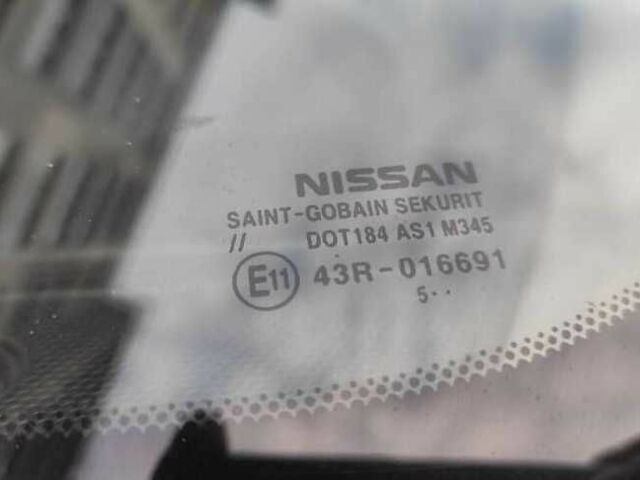 NISSAN
SAINT-GOBAIN SEKURIT
// DOT184 AS1 M345
E11 43R-016691
5··